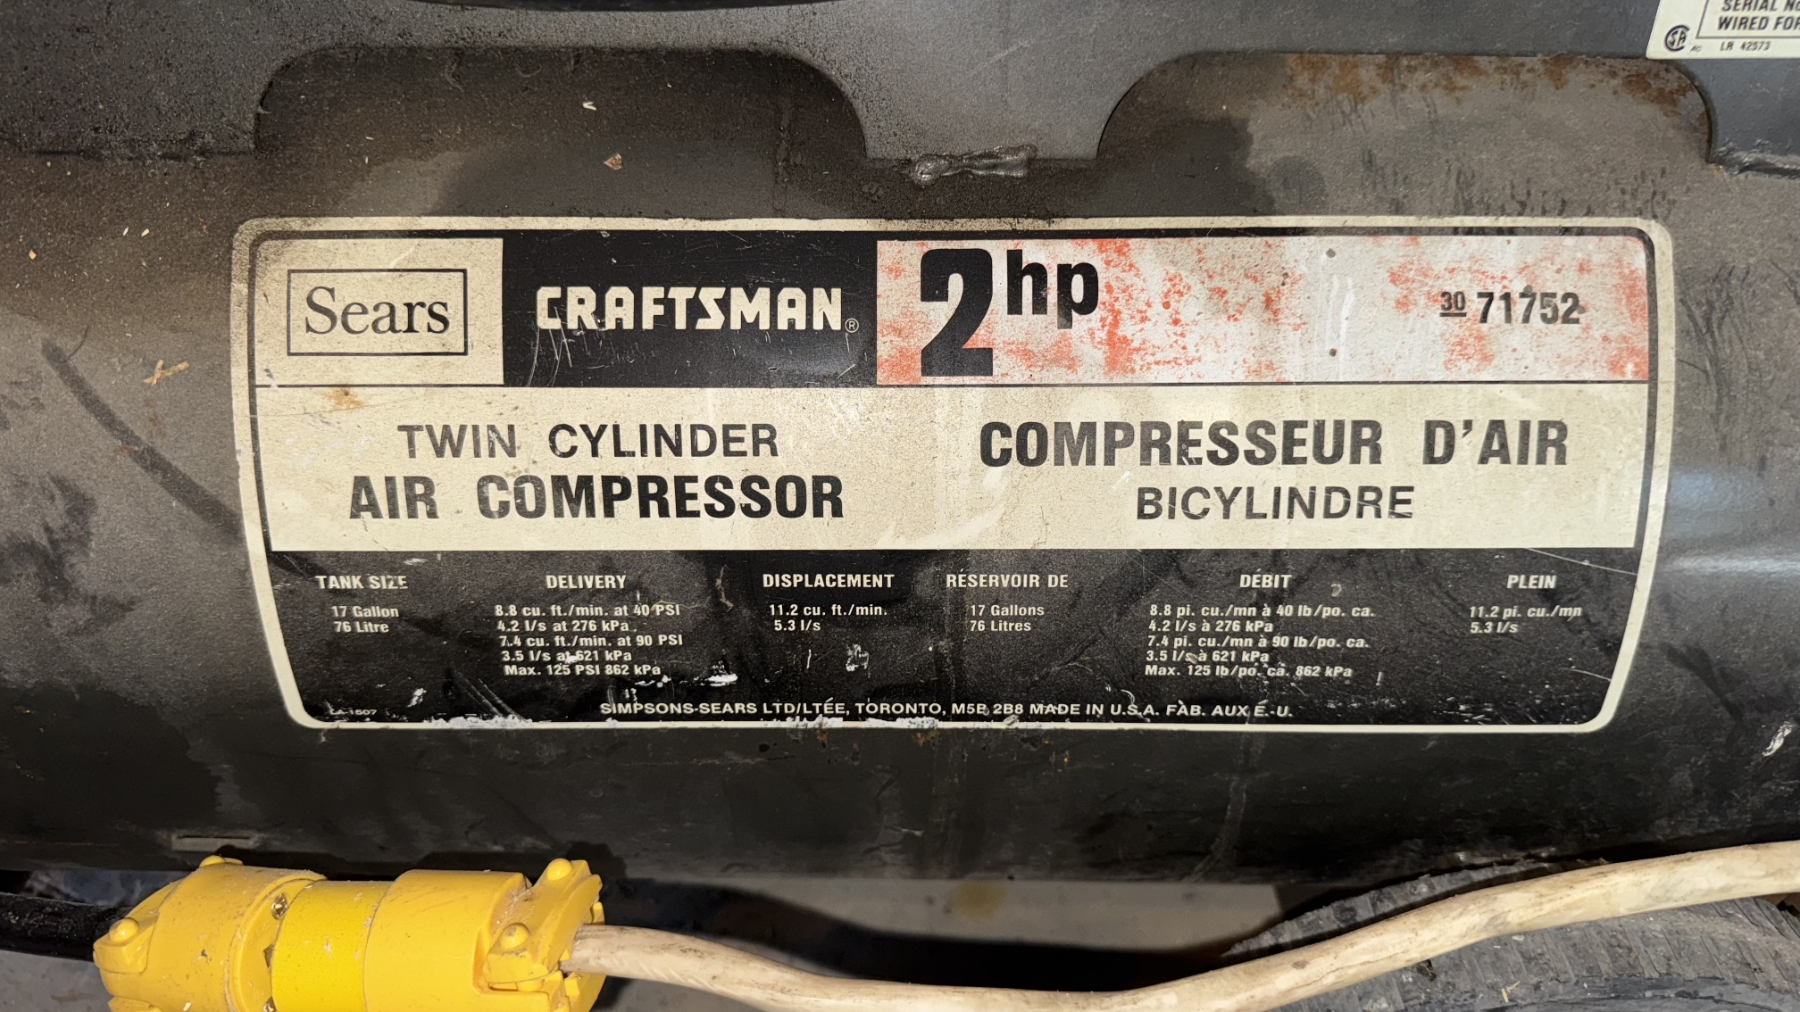 SERIAL NO
WIRED FOR
LR 42573
Sears
CRAFTSMAN®
2hp
30 71752
TWIN CYLINDER
AIR COMPRESSOR
COMPRESSEUR D'AIR
BICYLINDRE
TANK SIZE
17 Gallon
76 Litre
DELIVERY
8.8 cu. ft./min. at 40 PSI
4.2 l/s at 276 kPa
7.4 cu. ft./min. at 90 PSI
3.5 l/s at 621 kPa
Max. 125 PSI 862 kPa
DISPLACEMENT
11.2 cu. ft./min.
5.3 l/s
RÉSERVOIR DE
17 Gallons
76 Litres
DÉBIT
8.8 pi. cu./mn à 40 lb/po. ca.
4.2 l/s à 276 kPa
7.4 pi. cu./mn à 90 lb/po. ca.
3.5 l/s à 621 kPa
Max. 125 lb/po. ca. 862 kPa
PLEIN
11.2 pi. cu./mn
5.3 l/s
SIMPSONS-SEARS LTD/LTÉE, TORONTO, M5B 2B8 MADE IN U.S.A. FAB. AUX É.-U.